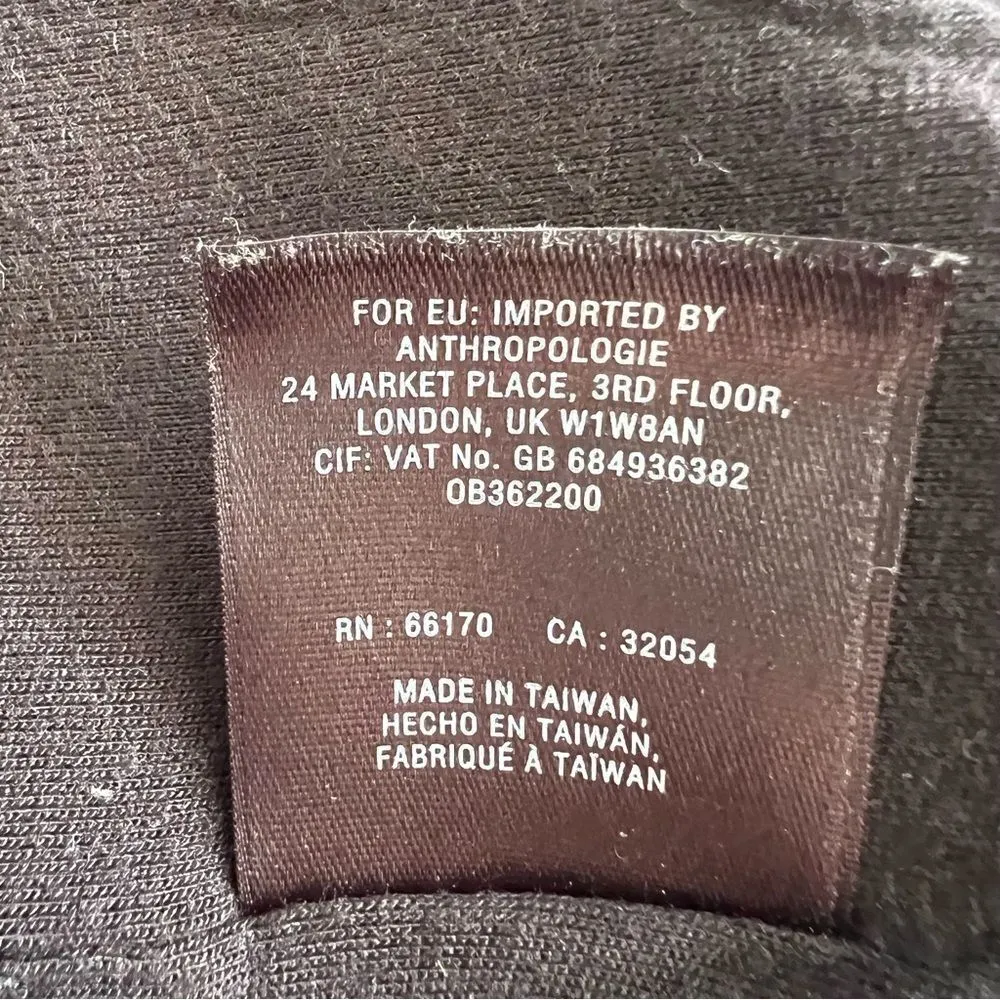 FOR EU: IMPORTED BY
ANTHROPOLOGIE
24 MARKET PLACE, 3RD FLOOR,
LONDON, UK W1W8AN
CIF: VAT No. GB 684936382
0B362200
RN : 66170 CA : 32054
MADE IN TAIWAN,
HECHO EN TAIWÁN,
FABRIQUÉ À TAÏWAN